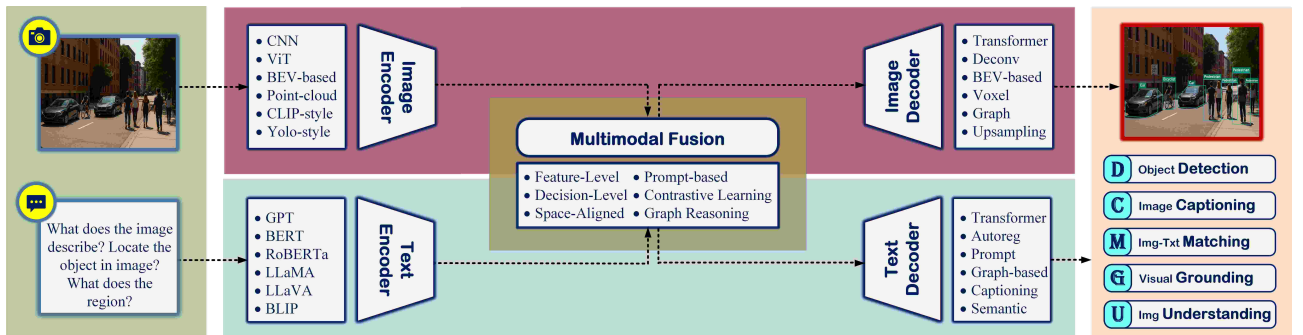 • CNN
• ViT
• BEV-based
• Point-cloud
• CLIP-style
• Yolo-style
Image
Encoder
Multimodal Fusion
• Feature-Level
• Decision-Level
• Space-Aligned
• Prompt-based
• Contrastive Learning
• Graph Reasoning
Image
Decoder
• Transformer
• Deconv
• BEV-based
• Voxel
• Graph
• Upsampling
What does the image
describe? Locate the
object in image?
What does the
region?
• GPT
• BERT
• RoBERTa
• LLaMA
• LLaVA
• BLIP
Text
Encoder
Text
Decoder
• Transformer
• Autoreg
• Prompt
• Graph-based
• Captioning
• Semantic
Car
Car
Pedestrian
Pedestrian
D Object Detection
C Image Captioning
M Img-Txt Matching
G Visual Grounding
U Img Understanding